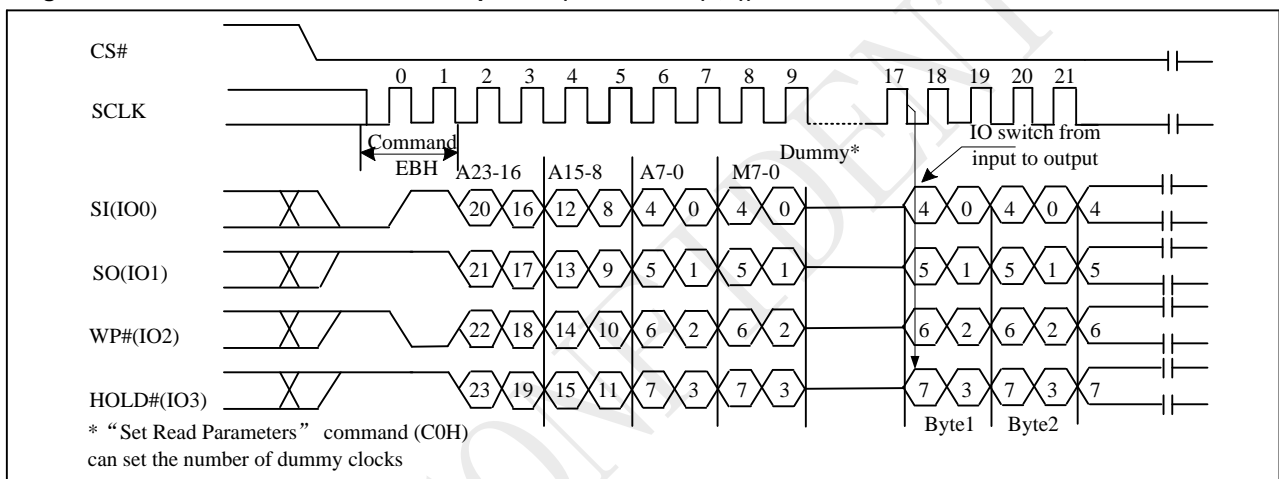 CS#
0 1 2 3 4 5 6 7 8 9 17 18 19 20 21
SCLK
Command
EBH
Dummy*
IO switch from
input to output
A23-16 A15-8 A7-0 M7-0
SI(IO0) 20 16 12 8 4 0 4 0 4 0 4 0 4
SO(IO1) 21 17 13 9 5 1 5 1 5 1 5 1 5
WP#(IO2) 22 18 14 10 6 2 6 2 6 2 6 2 6
HOLD#(IO3) 23 19 15 11 7 3 7 3 7 3 7 3 7
Byte1 Byte2
* “Set Read Parameters” command (C0H)
can set the number of dummy clocks